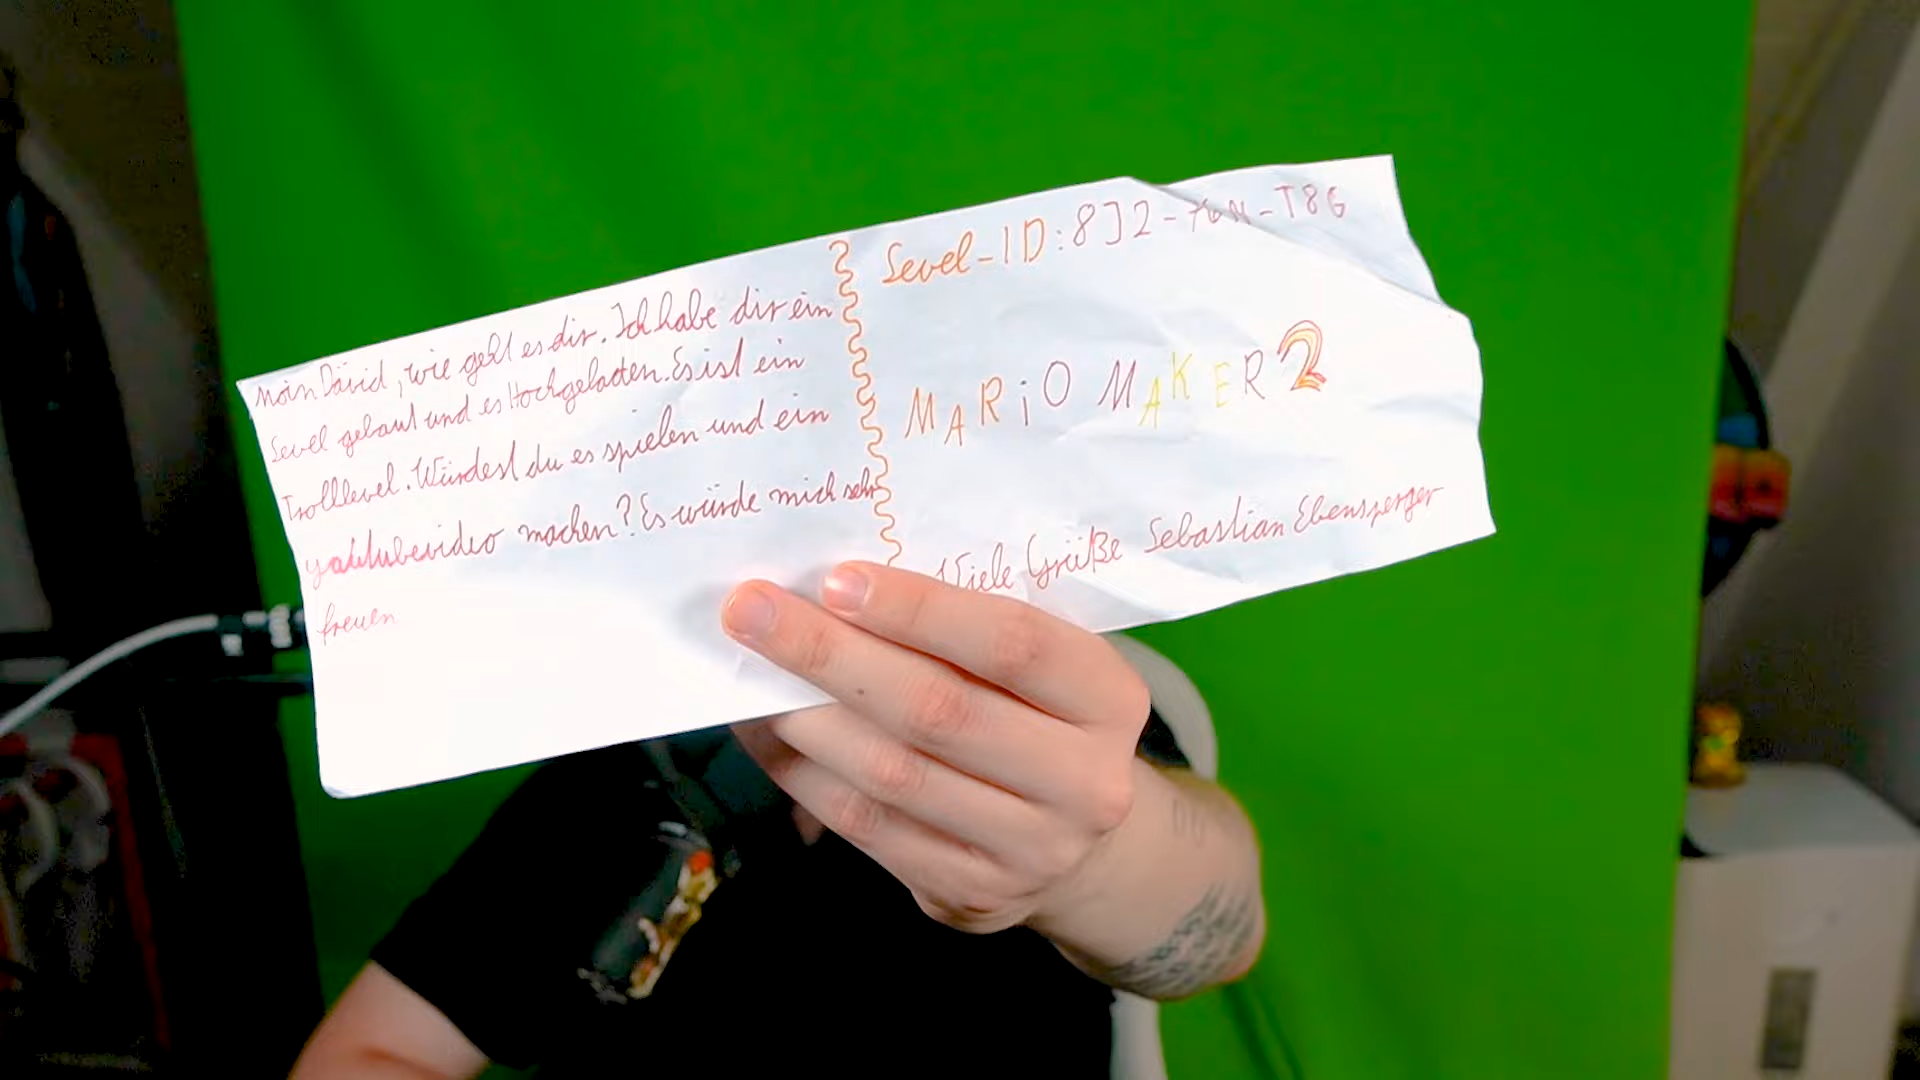 moin David, wie geht es dir. Ich habe dir ein
Level gebaut und es Hochgeladen. Es ist ein
Trolllevel. Würdest du es spielen und ein
youtubevideo machen? Es würde mich sehr
freuen
Level-ID: 8J2- -T8G
MARiO MAKER 2
Viele Grüße Sebastian Ebensperger